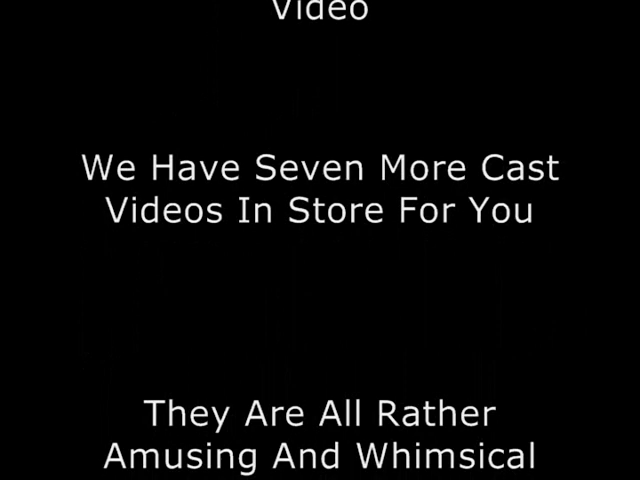 Video
We Have Seven More Cast
Videos In Store For You
They Are All Rather
Amusing And Whimsical